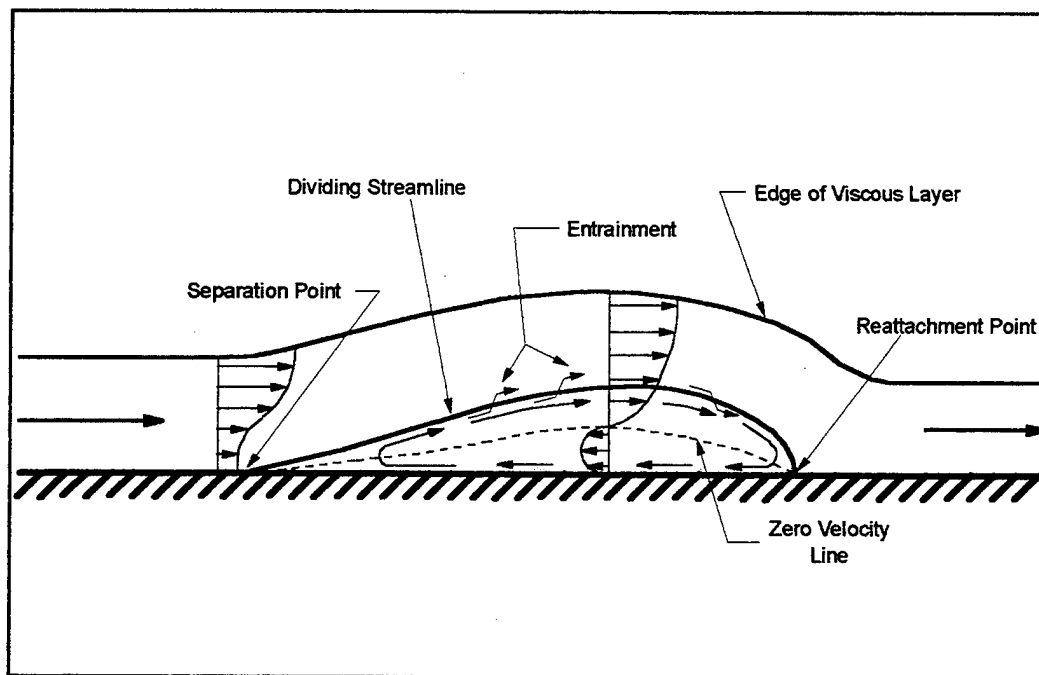 Dividing Streamline
Edge of Viscous Layer
Entrainment
Separation Point
Reattachment Point
Zero Velocity
Line